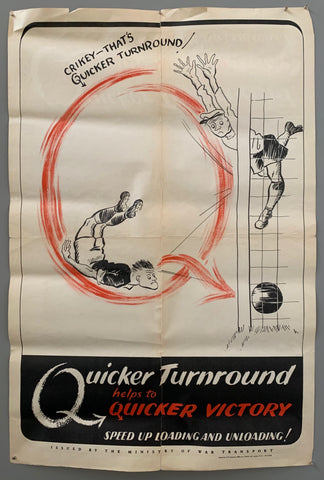 CRIKEY—THAT'S
QUICKER TURNROUND!
Quicker Turnround
helps to
QUICKER VICTORY
SPEED UP LOADING AND UNLOADING!
ISSUED BY THE MINISTRY OF WAR TRANSPORT